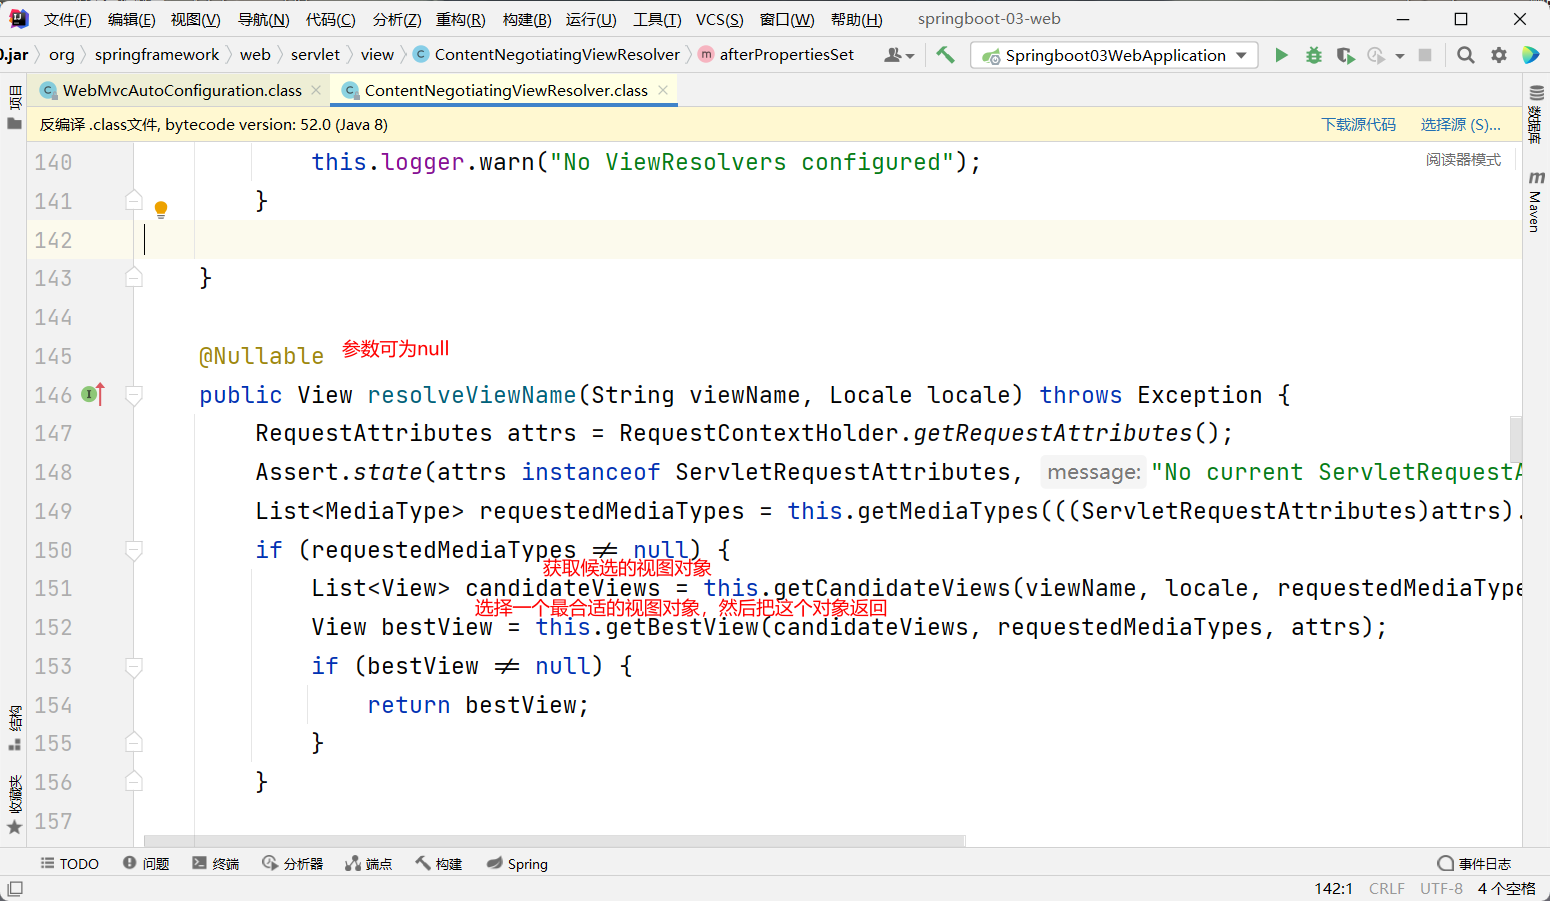 文件(F) 编辑(E) 视图(V) 导航(N) 代码(C) 分析(Z) 重构(R) 构建(B) 运行(U) 工具(T) VCS(S) 窗口(W) 帮助(H) springboot-03-web
0.jar org springframework web servlet view ContentNegotiatingViewResolver afterPropertiesSet Springboot03WebApplication
WebMvcAutoConfiguration.class ContentNegotiatingViewResolver.class
反编译 .class文件, bytecode version: 52.0 (Java 8) 下载源代码 选择源 (S)...
阅读器模式
140 this.logger.warn("No ViewResolvers configured");
141 }
142
143 }
144
145 @Nullable 参数可为null
146 public View resolveViewName(String viewName, Locale locale) throws Exception {
147 RequestAttributes attrs = RequestContextHolder.getRequestAttributes();
148 Assert.state(attrs instanceof ServletRequestAttributes, message: "No current ServletRequestA
149 List<MediaType> requestedMediaTypes = this.getMediaTypes(((ServletRequestAttributes)attrs).
150 if (requestedMediaTypes != null) {
获取候选的视图对象
151 List<View> candidateViews = this.getCandidateViews(viewName, locale, requestedMediaType
选择一个最合适的视图对象，然后把这个对象返回
152 View bestView = this.getBestView(candidateViews, requestedMediaTypes, attrs);
153 if (bestView != null) {
154 return bestView;
155 }
156 }
157
项目
结构
收藏夹
数据库
m Maven
TODO 问题 终端 分析器 端点 构建 Spring 事件日志
142:1 CRLF UTF-8 4 个空格